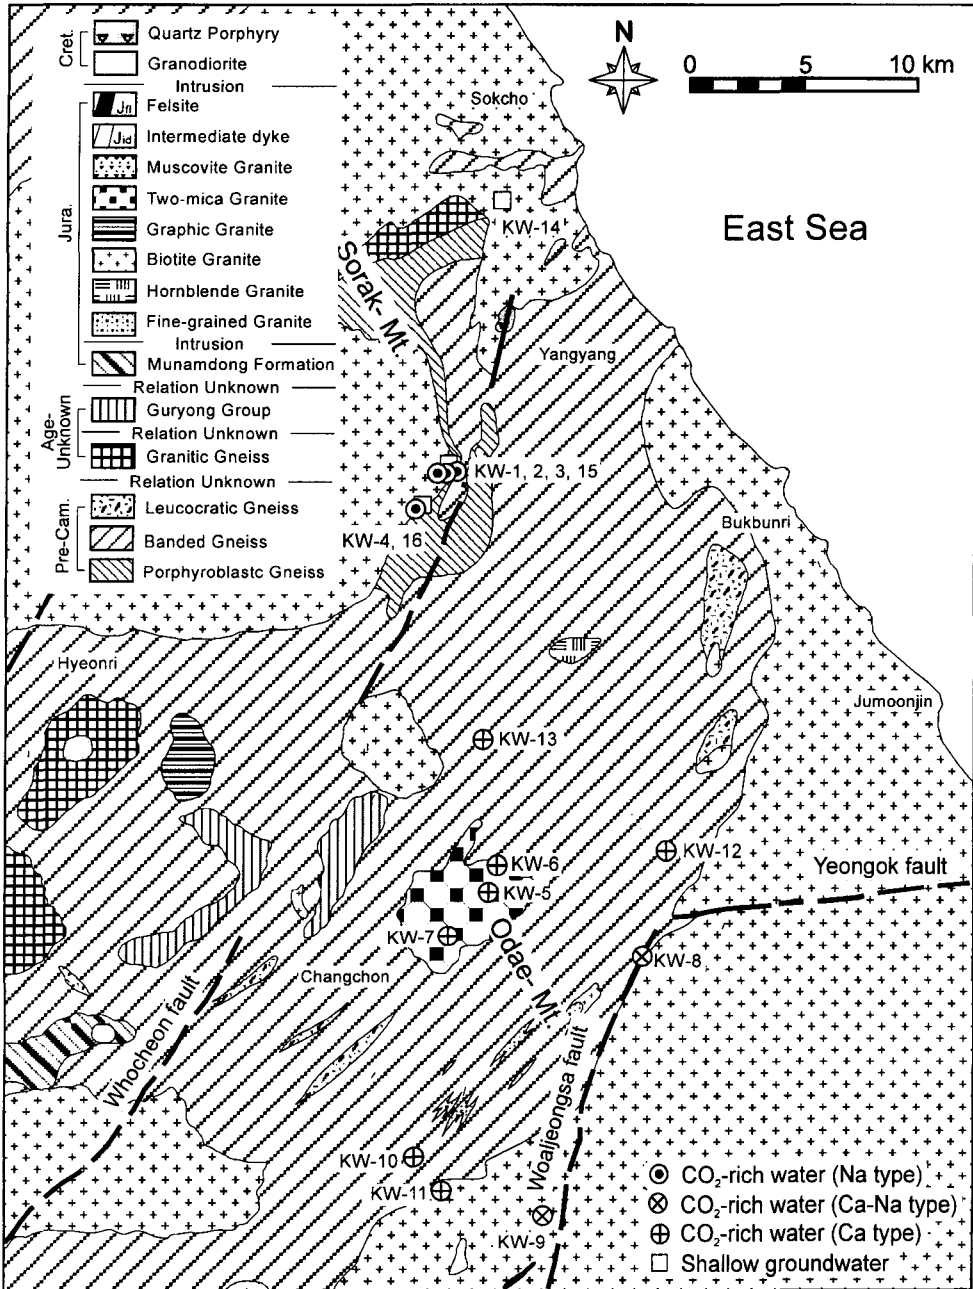 Cret.
Quartz Porphyry
Granodiorite
Intrusion
Jura.
Jfl Felsite
Jid Intermediate dyke
Muscovite Granite
Two-mica Granite
Graphic Granite
Biotite Granite
Hornblende Granite
Fine-grained Granite
Intrusion
Munamdong Formation
Relation Unknown
Age-Unknown
Guryong Group
Relation Unknown
Granitic Gneiss
Relation Unknown
Pre-Cam.
Leucocratic Gneiss
Banded Gneiss
Porphyroblastc Gneiss
N
0 5 10 km
Sokcho
KW-14
East Sea
Sorak- Mt.
Yangyang
KW-1, 2, 3, 15
KW-4, 16
Bukbunri
Hyeonri
Jumoonjin
KW-13
KW-12
KW-6
Yeongok fault
KW-5
KW-7
Odae- Mt.
KW-8
Changchon
Whocheon fault
Woaljeongsa fault
KW-10
KW-11
KW-9
CO₂-rich water (Na type)
CO₂-rich water (Ca-Na type)
CO₂-rich water (Ca type)
Shallow groundwater